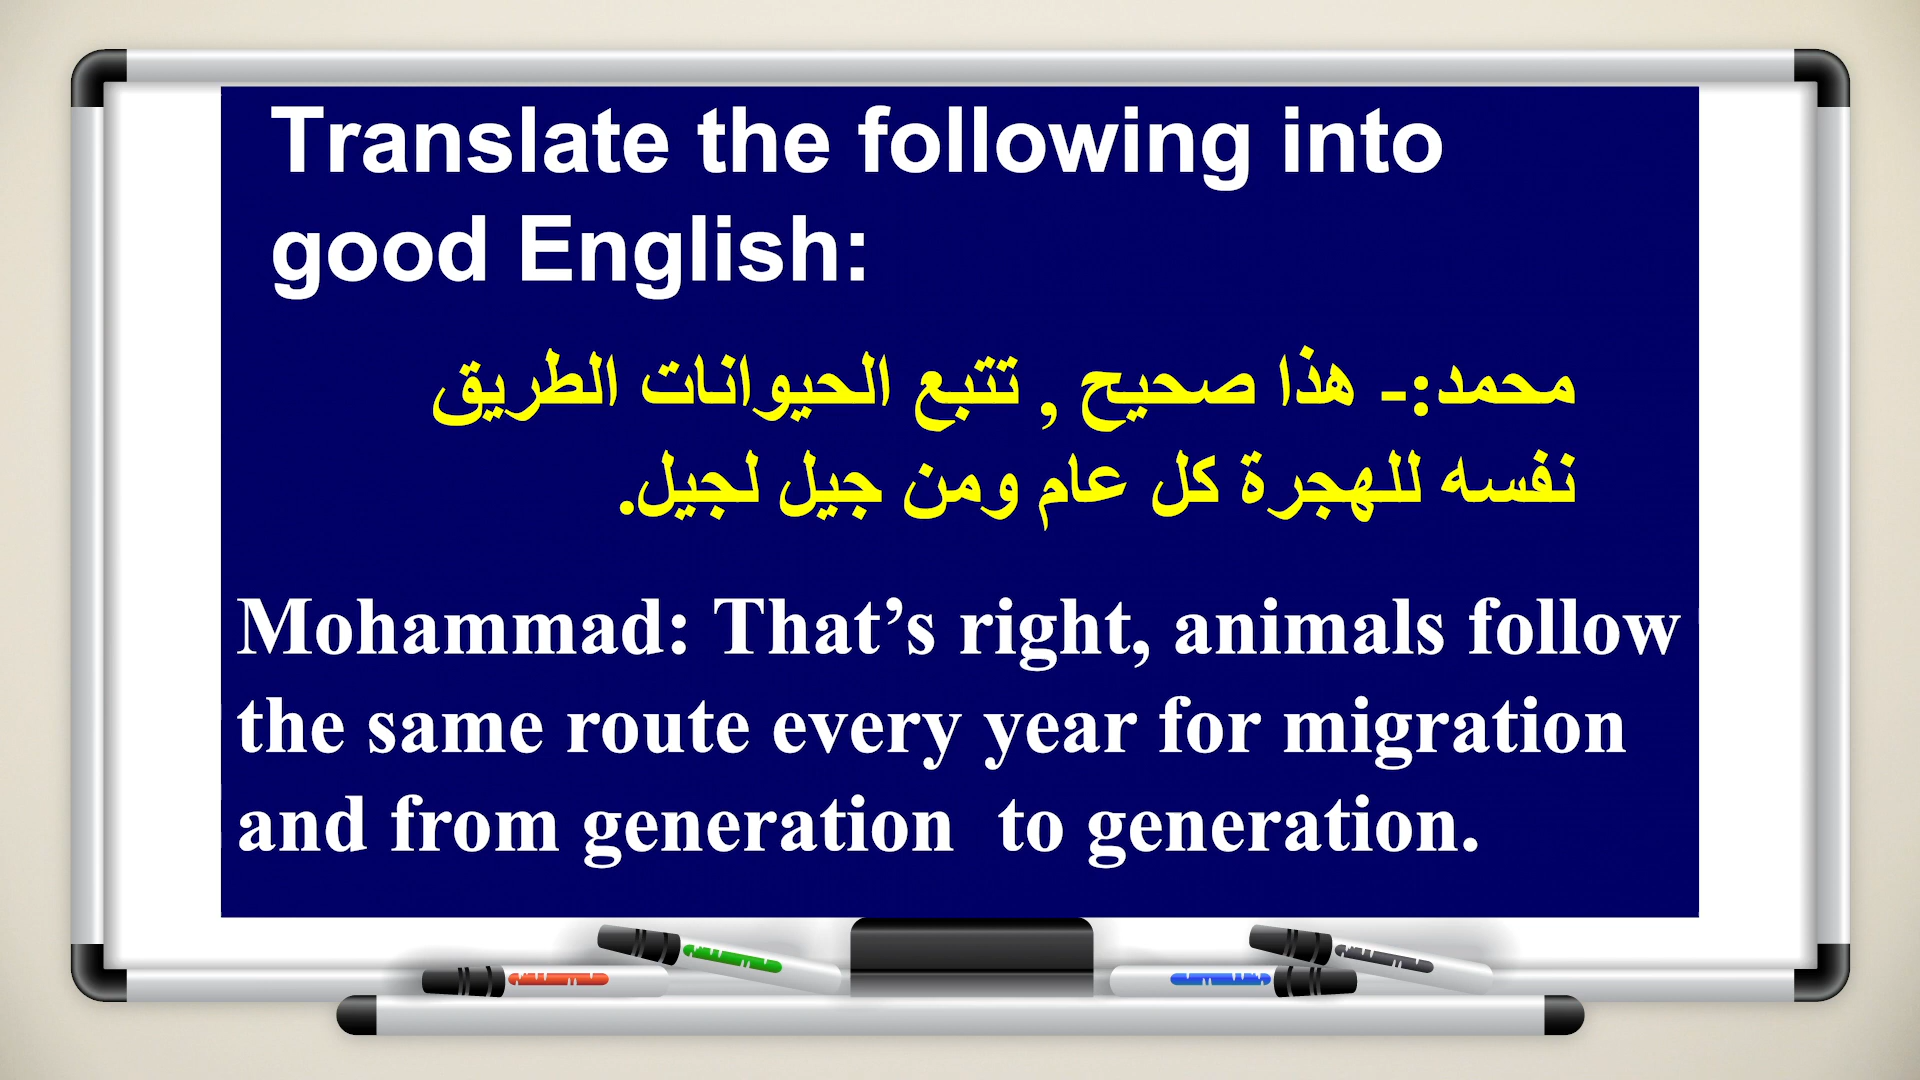 Translate the following into
good English:
محمد:- هذا صحيح , تتبع الحيوانات الطريق
نفسه للهجرة كل عام ومن جيل لجيل.
Mohammad: That’s right, animals follow
the same route every year for migration
and from generation  to generation.